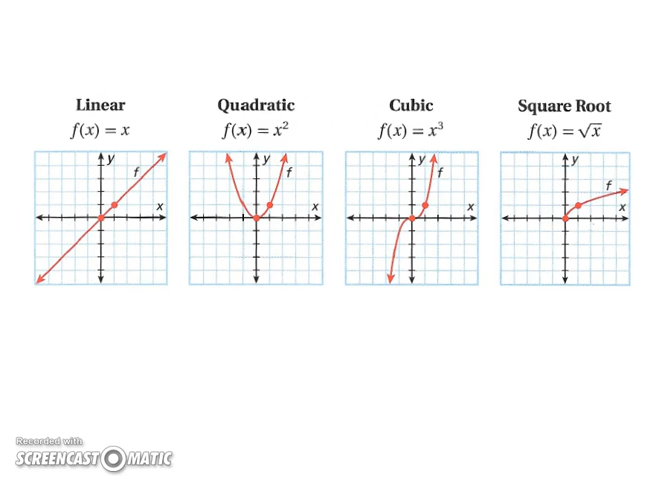 Linear
Quadratic
Cubic
Square Root
f(x) = x
f(x) = x²
f(x) = x³
f(x) = √x
y
f
x
y
f
x
y
f
x
y
f
x
Recorded with
SCREENCAST-O-MATIC